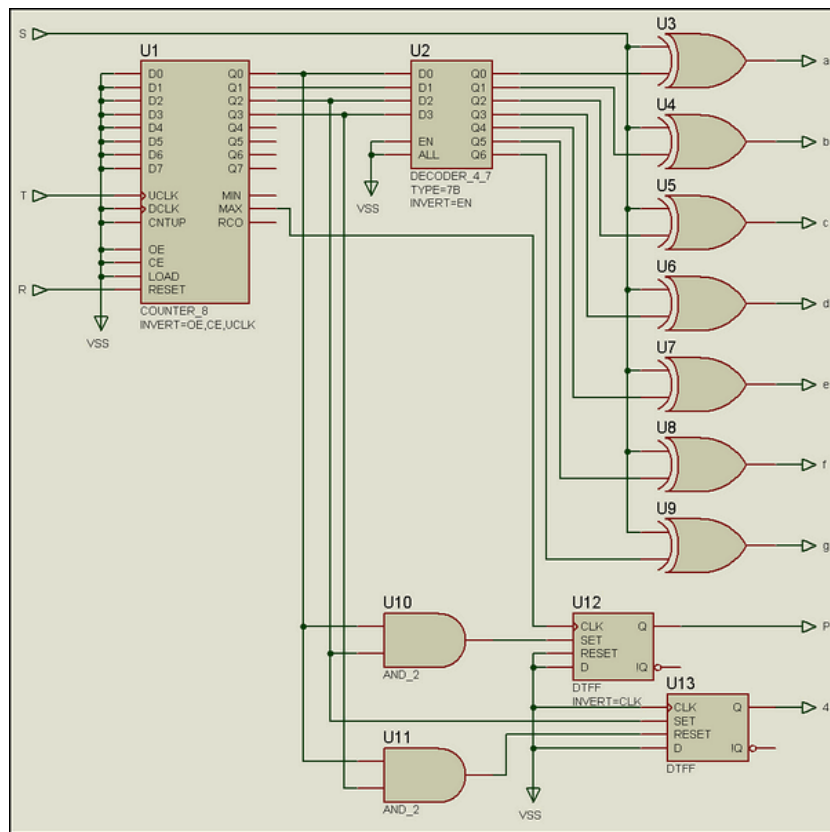 S
U1
D0 Q0
D1 Q1
D2 Q2
D3 Q3
D4 Q4
D5 Q5
D6 Q6
D7 Q7
T
UCLK MIN
DCLK MAX
CNTUP RCO
OE
CE
LOAD
R
RESET
COUNTER_8
INVERT=OE,CE,UCLK
VSS
U2
D0 Q0
D1 Q1
D2 Q2
D3 Q3
Q4
EN Q5
ALL Q6
DECODER_4_7
TYPE=7B
INVERT=EN
VSS
U3
a
U4
b
U5
c
U6
d
U7
e
U8
f
U9
g
U10
AND_2
U12
CLK Q
SET
RESET
D IQ
DTFF
INVERT=CLK
P
U13
CLK Q
SET
RESET
D IQ
DTFF
4
U11
AND_2
VSS